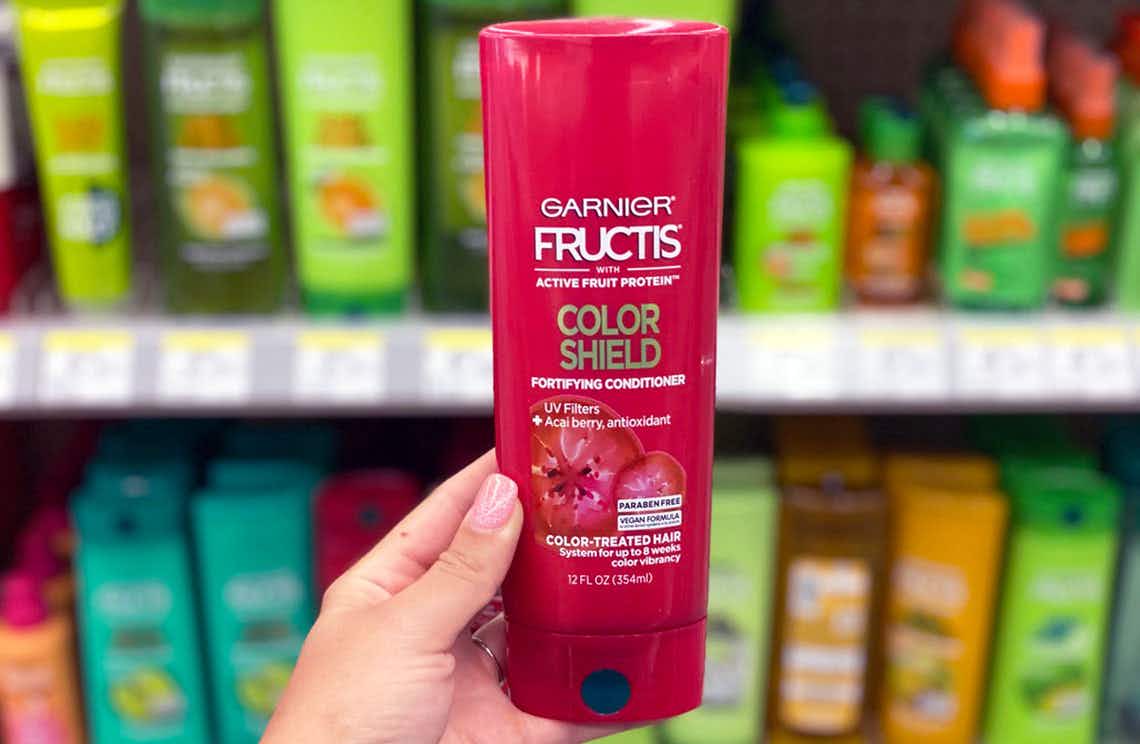 GARNIER®
FRUCTIS®
WITH
ACTIVE FRUIT PROTEIN™
COLOR
SHIELD
FORTIFYING CONDITIONER
UV Filters
+ Acai berry, antioxidant
PARABEN FREE
VEGAN FORMULA
COLOR-TREATED HAIR
System for up to 8 weeks
color vibrancy
12 FL OZ (354ml)